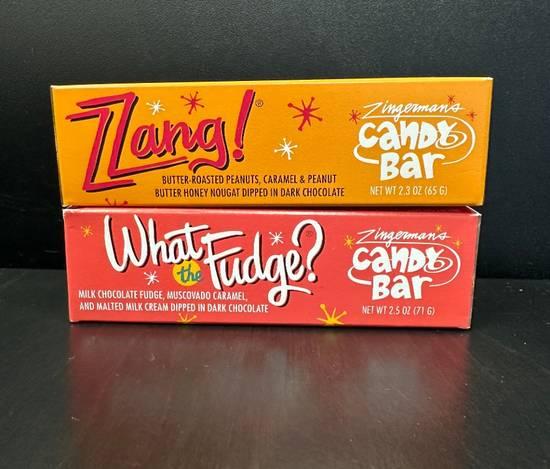 ZZang!®
BUTTER-ROASTED PEANUTS, CARAMEL & PEANUT
BUTTER HONEY NOUGAT DIPPED IN DARK CHOCOLATE
Zingerman's
CANDY
BAR
NET WT 2.3 OZ (65 G)
What
the Fudge?
MILK CHOCOLATE FUDGE, MUSCOVADO CARAMEL,
AND MALTED MILK CREAM DIPPED IN DARK CHOCOLATE
Zingerman's
CANDY
BAR
NET WT 2.5 OZ (71 G)